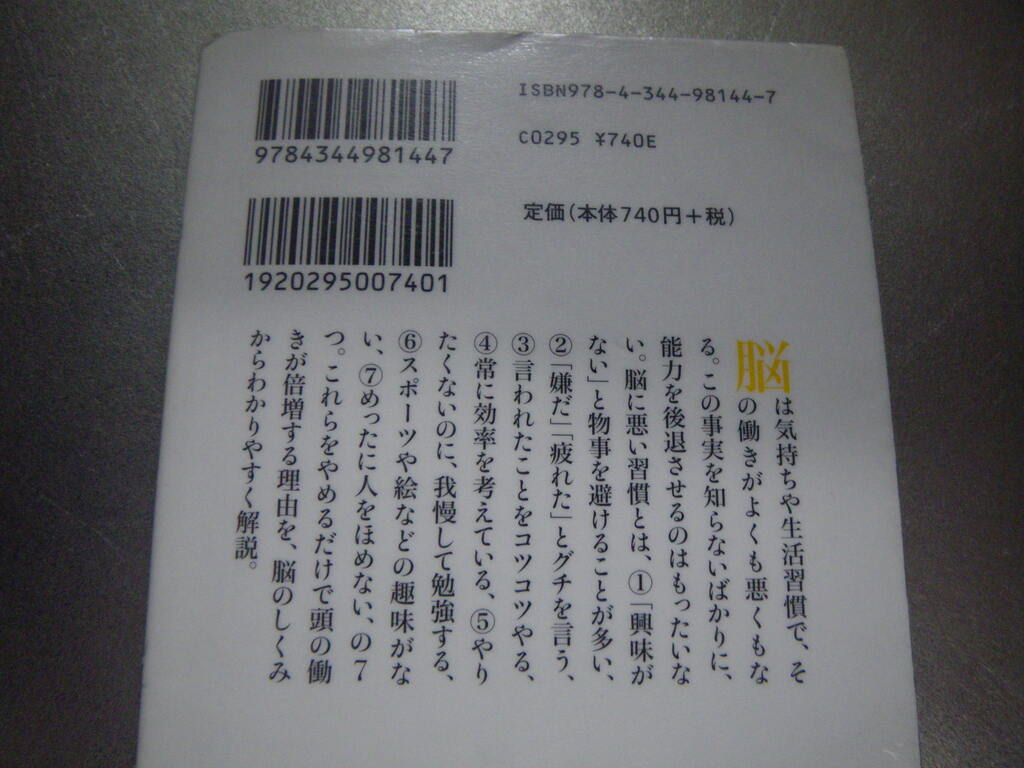 9784344981447
1920295007401
ISBN978-4-344-98144-7
C0295 ¥740E
定価(本体740円+税)
脳は気持ちや生活習慣で、そ
の働きがよくも悪くもな
る。この事実を知らないばかりに、
能力を後退させるのはもったいな
い。脳に悪い習慣とは、①「興味が
ない」と物事を避けることが多い、
②「嫌だ」「疲れた」とグチを言う、
③言われたことをコツコツやる、
④常に効率を考えている、⑤やり
たくないのに、我慢して勉強する、
⑥スポーツや絵などの趣味がな
い、⑦めったに人をほめない、の7
つ。これらをやめるだけで頭の働
きが倍増する理由を、脳のしくみ
からわかりやすく解説。